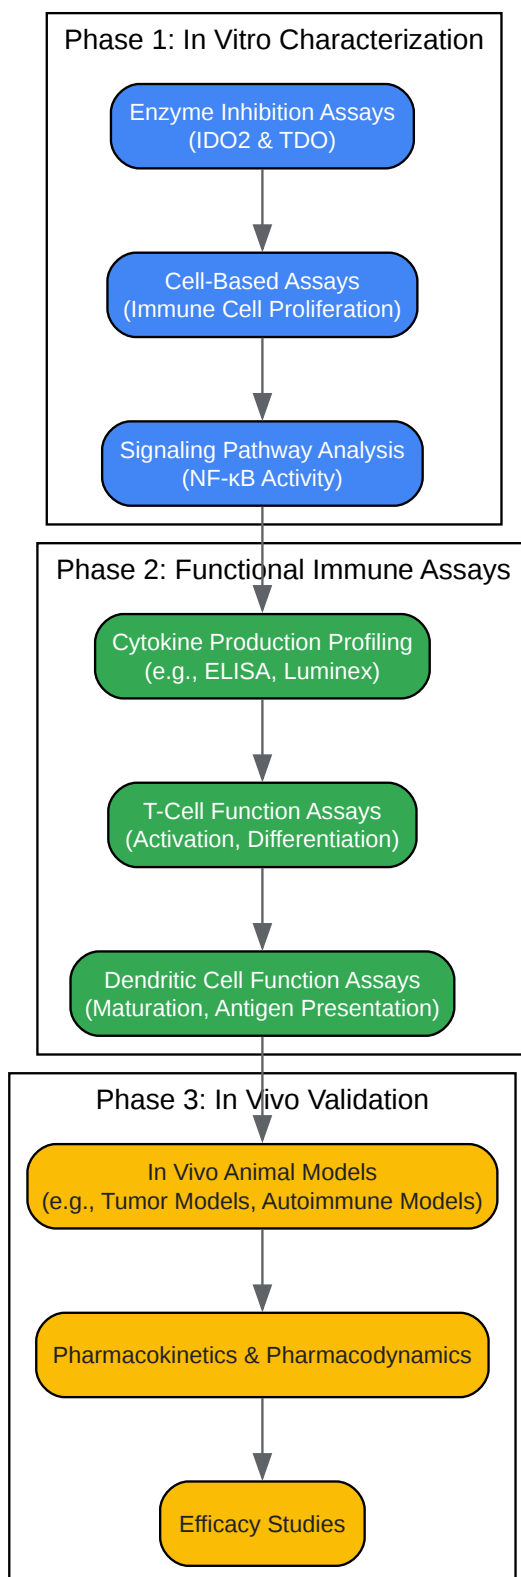 Phase 1: In Vitro Characterization
Enzyme Inhibition Assays
(IDO2 & TDO)
Cell-Based Assays
(Immune Cell Proliferation)
Signaling Pathway Analysis
(NF-κB Activity)
Phase 2: Functional Immune Assays
Cytokine Production Profiling
(e.g., ELISA, Luminex)
T-Cell Function Assays
(Activation, Differentiation)
Dendritic Cell Function Assays
(Maturation, Antigen Presentation)
Phase 3: In Vivo Validation
In Vivo Animal Models
(e.g., Tumor Models, Autoimmune Models)
Pharmacokinetics & Pharmacodynamics
Efficacy Studies